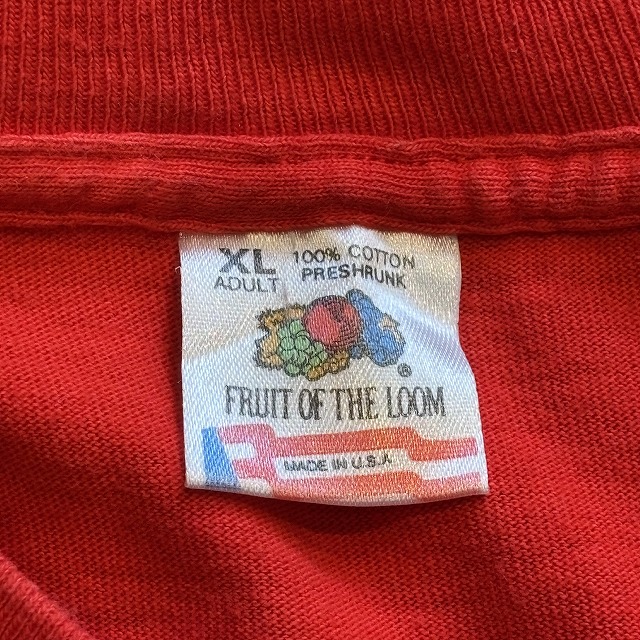 XL 100% COTTON
ADULT PRESHRUNK
®
FRUIT OF THE LOOM
MADE IN U.S.A.